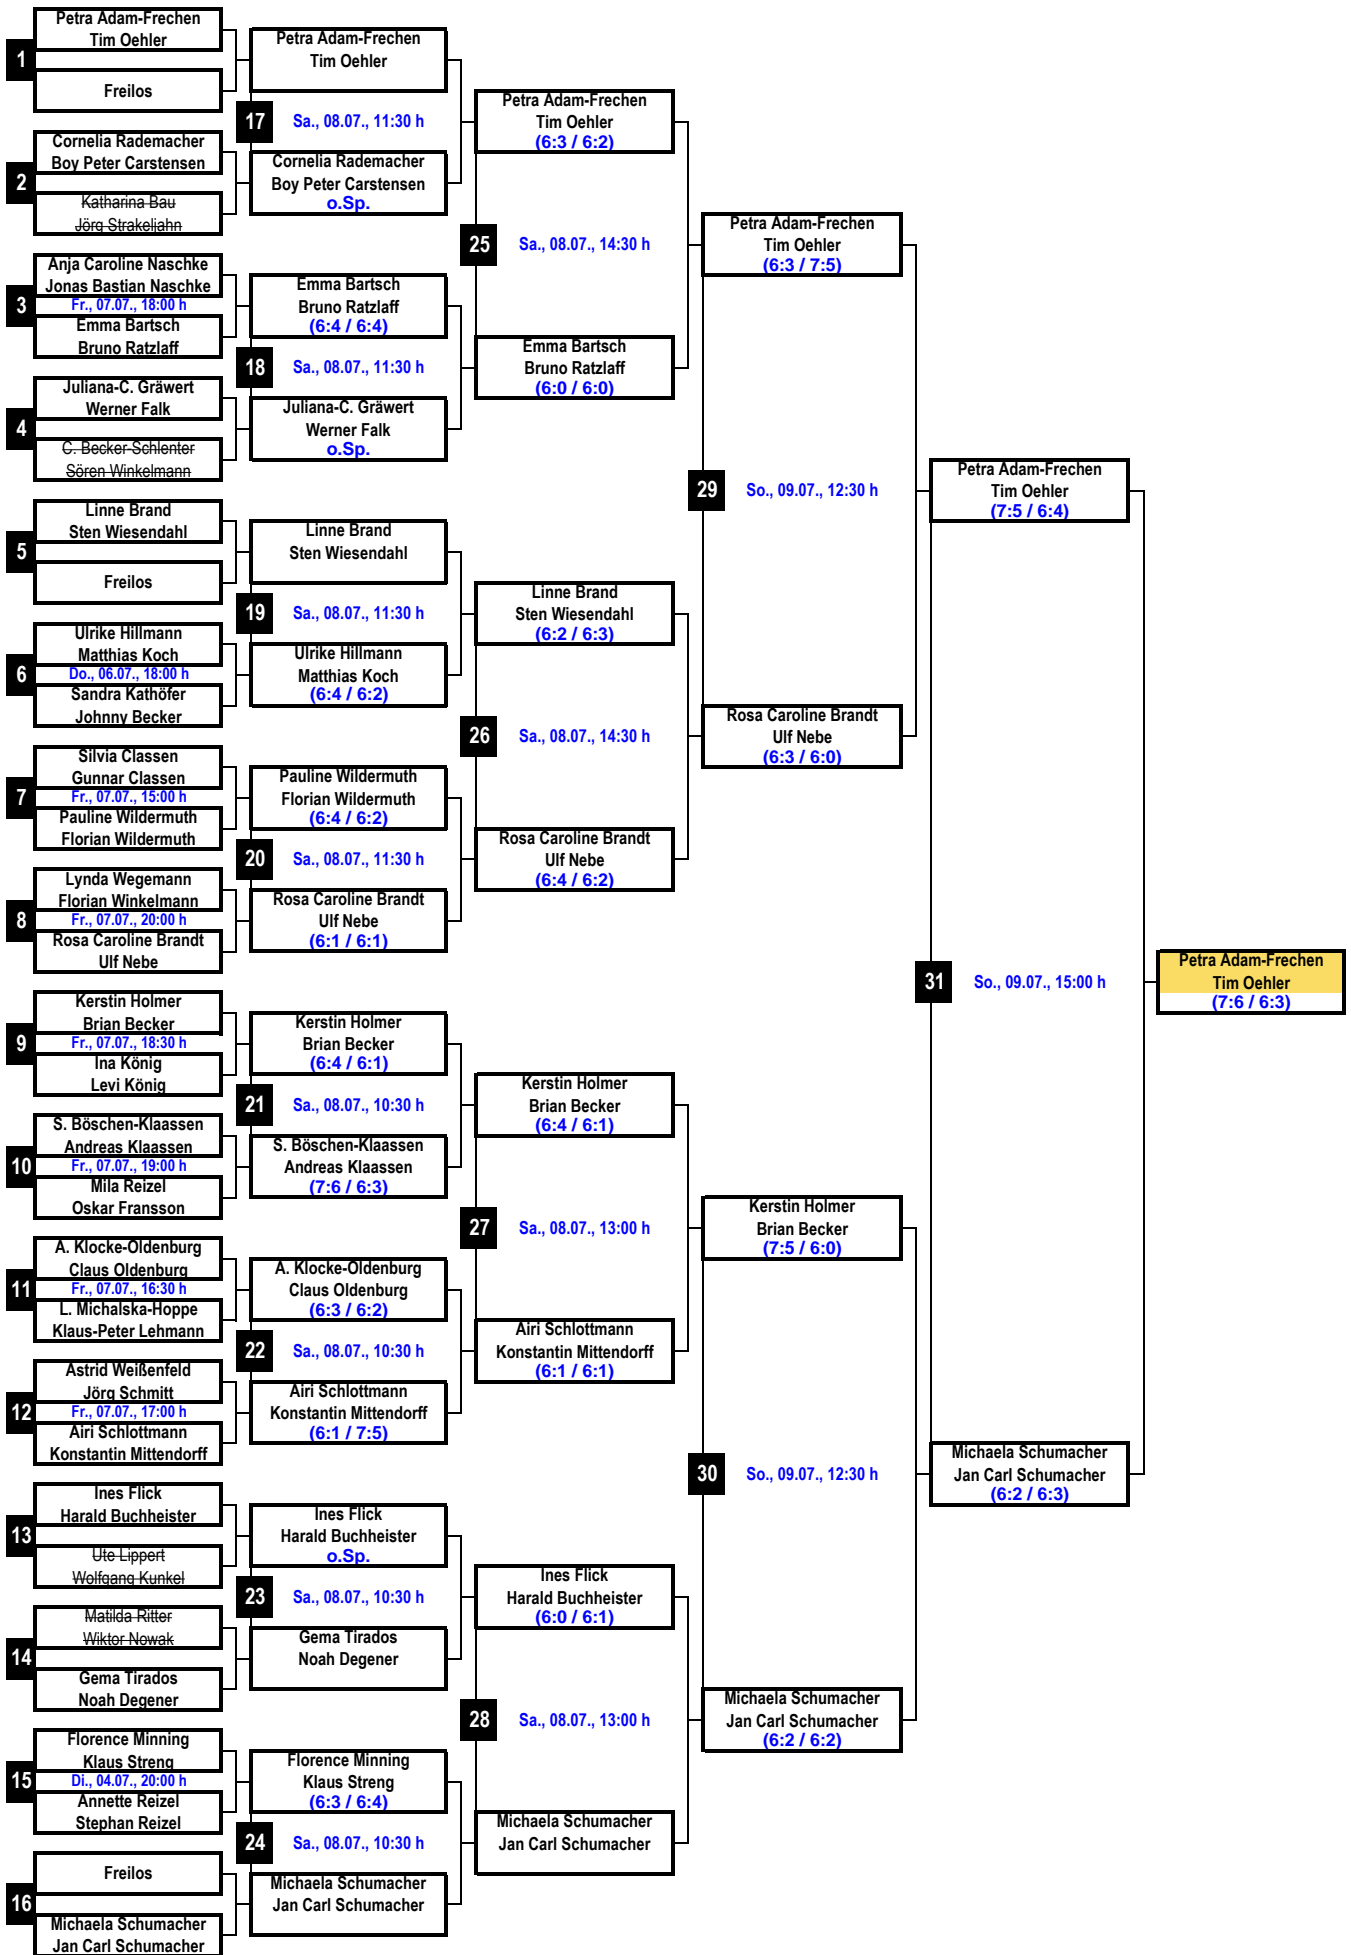 Petra Adam-Frechen
Tim Oehler
1
Freilos
Cornelia Rademacher
Boy Peter Carstensen
2
Katharina Bau
Jörg Strakeljahn
Anja Caroline Naschke
Jonas Bastian Naschke
3
Fr., 07.07., 18:00 h
Emma Bartsch
Bruno Ratzlaff
Juliana-C. Gräwert
Werner Falk
4
C. Becker-Schlenter
Sören Winkelmann
Linne Brand
Sten Wiesendahl
5
Freilos
Ulrike Hillmann
Matthias Koch
6
Do., 06.07., 18:00 h
Sandra Kathöfer
Johnny Becker
Silvia Classen
Gunnar Classen
7
Fr., 07.07., 15:00 h
Pauline Wildermuth
Florian Wildermuth
Lynda Wegemann
Florian Winkelmann
8
Fr., 07.07., 20:00 h
Rosa Caroline Brandt
Ulf Nebe
Kerstin Holmer
Brian Becker
9
Fr., 07.07., 18:30 h
Ina König
Levi König
S. Böschen-Klaassen
Andreas Klaassen
10
Fr., 07.07., 19:00 h
Mila Reizel
Oskar Fransson
A. Klocke-Oldenburg
Claus Oldenburg
11
Fr., 07.07., 16:30 h
L. Michalska-Hoppe
Klaus-Peter Lehmann
Astrid Weißenfeld
Jörg Schmitt
12
Fr., 07.07., 17:00 h
Airi Schlottmann
Konstantin Mittendorff
Ines Flick
Harald Buchheister
13
Ute Lippert
Wolfgang Kunkel
Matilda Ritter
Wiktor Nowak
14
Gema Tirados
Noah Degener
Florence Minning
Klaus Streng
15
Di., 04.07., 20:00 h
Annette Reizel
Stephan Reizel
Freilos
16
Michaela Schumacher
Jan Carl Schumacher
Petra Adam-Frechen
Tim Oehler
17
Sa., 08.07., 11:30 h
Cornelia Rademacher
Boy Peter Carstensen
o.Sp.
Emma Bartsch
Bruno Ratzlaff
(6:4 / 6:4)
18
Sa., 08.07., 11:30 h
Juliana-C. Gräwert
Werner Falk
o.Sp.
Linne Brand
Sten Wiesendahl
19
Sa., 08.07., 11:30 h
Ulrike Hillmann
Matthias Koch
(6:4 / 6:2)
Pauline Wildermuth
Florian Wildermuth
(6:4 / 6:2)
20
Sa., 08.07., 11:30 h
Rosa Caroline Brandt
Ulf Nebe
(6:1 / 6:1)
Kerstin Holmer
Brian Becker
(6:4 / 6:1)
21
Sa., 08.07., 10:30 h
S. Böschen-Klaassen
Andreas Klaassen
(7:6 / 6:3)
A. Klocke-Oldenburg
Claus Oldenburg
(6:3 / 6:2)
22
Sa., 08.07., 10:30 h
Airi Schlottmann
Konstantin Mittendorff
(6:1 / 7:5)
Ines Flick
Harald Buchheister
o.Sp.
23
Sa., 08.07., 10:30 h
Gema Tirados
Noah Degener
Florence Minning
Klaus Streng
(6:3 / 6:4)
24
Sa., 08.07., 10:30 h
Michaela Schumacher
Jan Carl Schumacher
Petra Adam-Frechen
Tim Oehler
(6:3 / 6:2)
25
Sa., 08.07., 14:30 h
Emma Bartsch
Bruno Ratzlaff
(6:0 / 6:0)
Linne Brand
Sten Wiesendahl
(6:2 / 6:3)
26
Sa., 08.07., 14:30 h
Rosa Caroline Brandt
Ulf Nebe
(6:4 / 6:2)
Kerstin Holmer
Brian Becker
(6:4 / 6:1)
27
Sa., 08.07., 13:00 h
Airi Schlottmann
Konstantin Mittendorff
(6:1 / 6:1)
Ines Flick
Harald Buchheister
(6:0 / 6:1)
28
Sa., 08.07., 13:00 h
Michaela Schumacher
Jan Carl Schumacher
Petra Adam-Frechen
Tim Oehler
(6:3 / 7:5)
29
So., 09.07., 12:30 h
Rosa Caroline Brandt
Ulf Nebe
(6:3 / 6:0)
Kerstin Holmer
Brian Becker
(7:5 / 6:0)
30
So., 09.07., 12:30 h
Michaela Schumacher
Jan Carl Schumacher
(6:2 / 6:2)
Petra Adam-Frechen
Tim Oehler
(7:5 / 6:4)
31
So., 09.07., 15:00 h
Michaela Schumacher
Jan Carl Schumacher
(6:2 / 6:3)
Petra Adam-Frechen
Tim Oehler
(7:6 / 6:3)